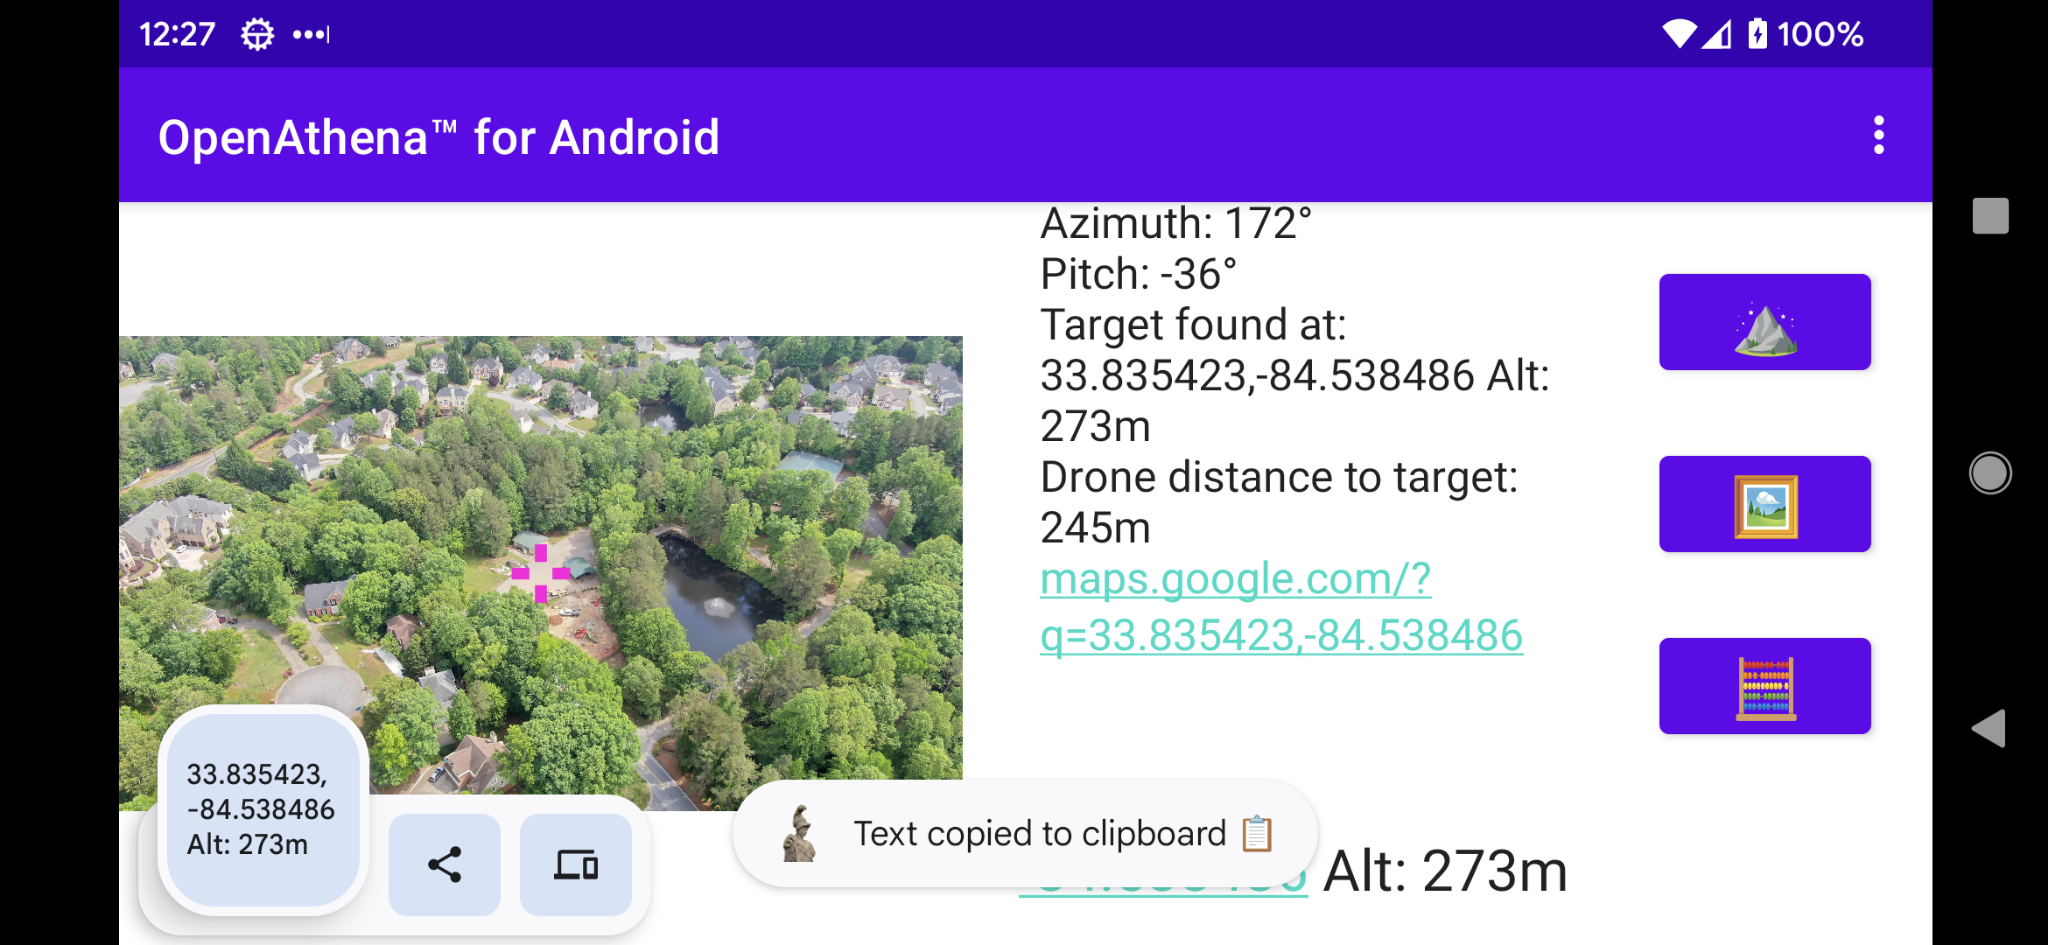 12:27
100%
OpenAthena™ for Android
Azimuth: 172°
Pitch: -36°
Target found at:
33.835423,-84.538486 Alt:
273m
Drone distance to target:
245m
maps.google.com/?
q=33.835423,-84.538486
33.835423,
-84.538486
Alt: 273m
Text copied to clipboard
Alt: 273m